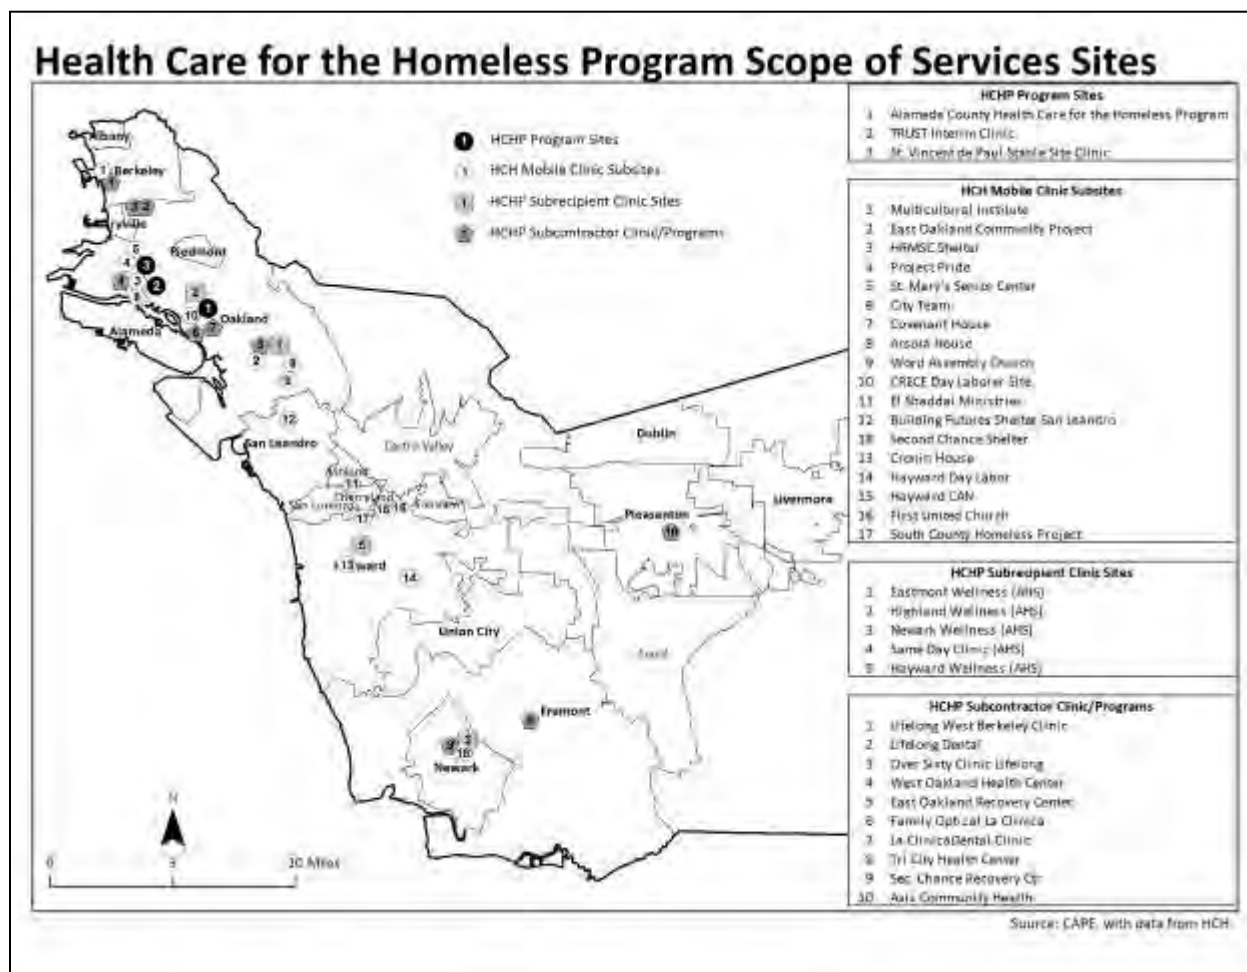 Health Care for the Homeless Program Scope of Services Sites
HCHP Program Sites
HCH Mobile Clinic Subsites
HCHP Subrecipient Clinic Sites
HCHP Subcontractor Clinic/Programs
Albany
Berkeley
Piedmont
Oakland
Alameda
San Leandro
Castro Valley
Dublin
Livermore
Pleasanton
Union City
Fremont
Newark
N
10 Miles
HCHP Program Sites
1 Alameda County Health Care for the Homeless Program
2 TRUST Interim Clinic
3 St. Vincent de Paul Stable Site Clinic
HCH Mobile Clinic Subsites
Multicultural Institute
2 East Oakland Community Project
3 HRMSC Shelter
4 Project Pride
5 St. Mary's Senior Center
6 City Team
7 Covenant House
8 House
9 Word Assembly Church
10 CRECE Day Laborer Site
11 El Shaddai Ministries
12 Building Futures Shelter San Leandro
18 Second Chance Shelter
13 Cronin House
14 Hayward Day Labor
15 Hayward CAN
16 First United Church
17 South County Homeless Project
HCHP Subrecipient Clinic Sites
1 Eastmont Wellness (AHS)
2 Highland Wellness (AHS)
3 Newark Wellness (AHS)
4 Same Day Clinic (AHS)
5 Hayward Wellness (AHS)
HCHP Subcontractor Clinic/Programs
1 Lifelong West Berkeley Clinic
2 Lifelong Dental
3 Over Sixty Clinic Lifelong
4 West Oakland Health Center
5 East Oakland Recovery Center
6 Family Optical La Clinica
7 La Clinica Dental Clinic
8 Tri City Health Center
9 Sec. Chance Recovery Ctr
10 Axis Community Health
Source: CAPE, with data from HCH